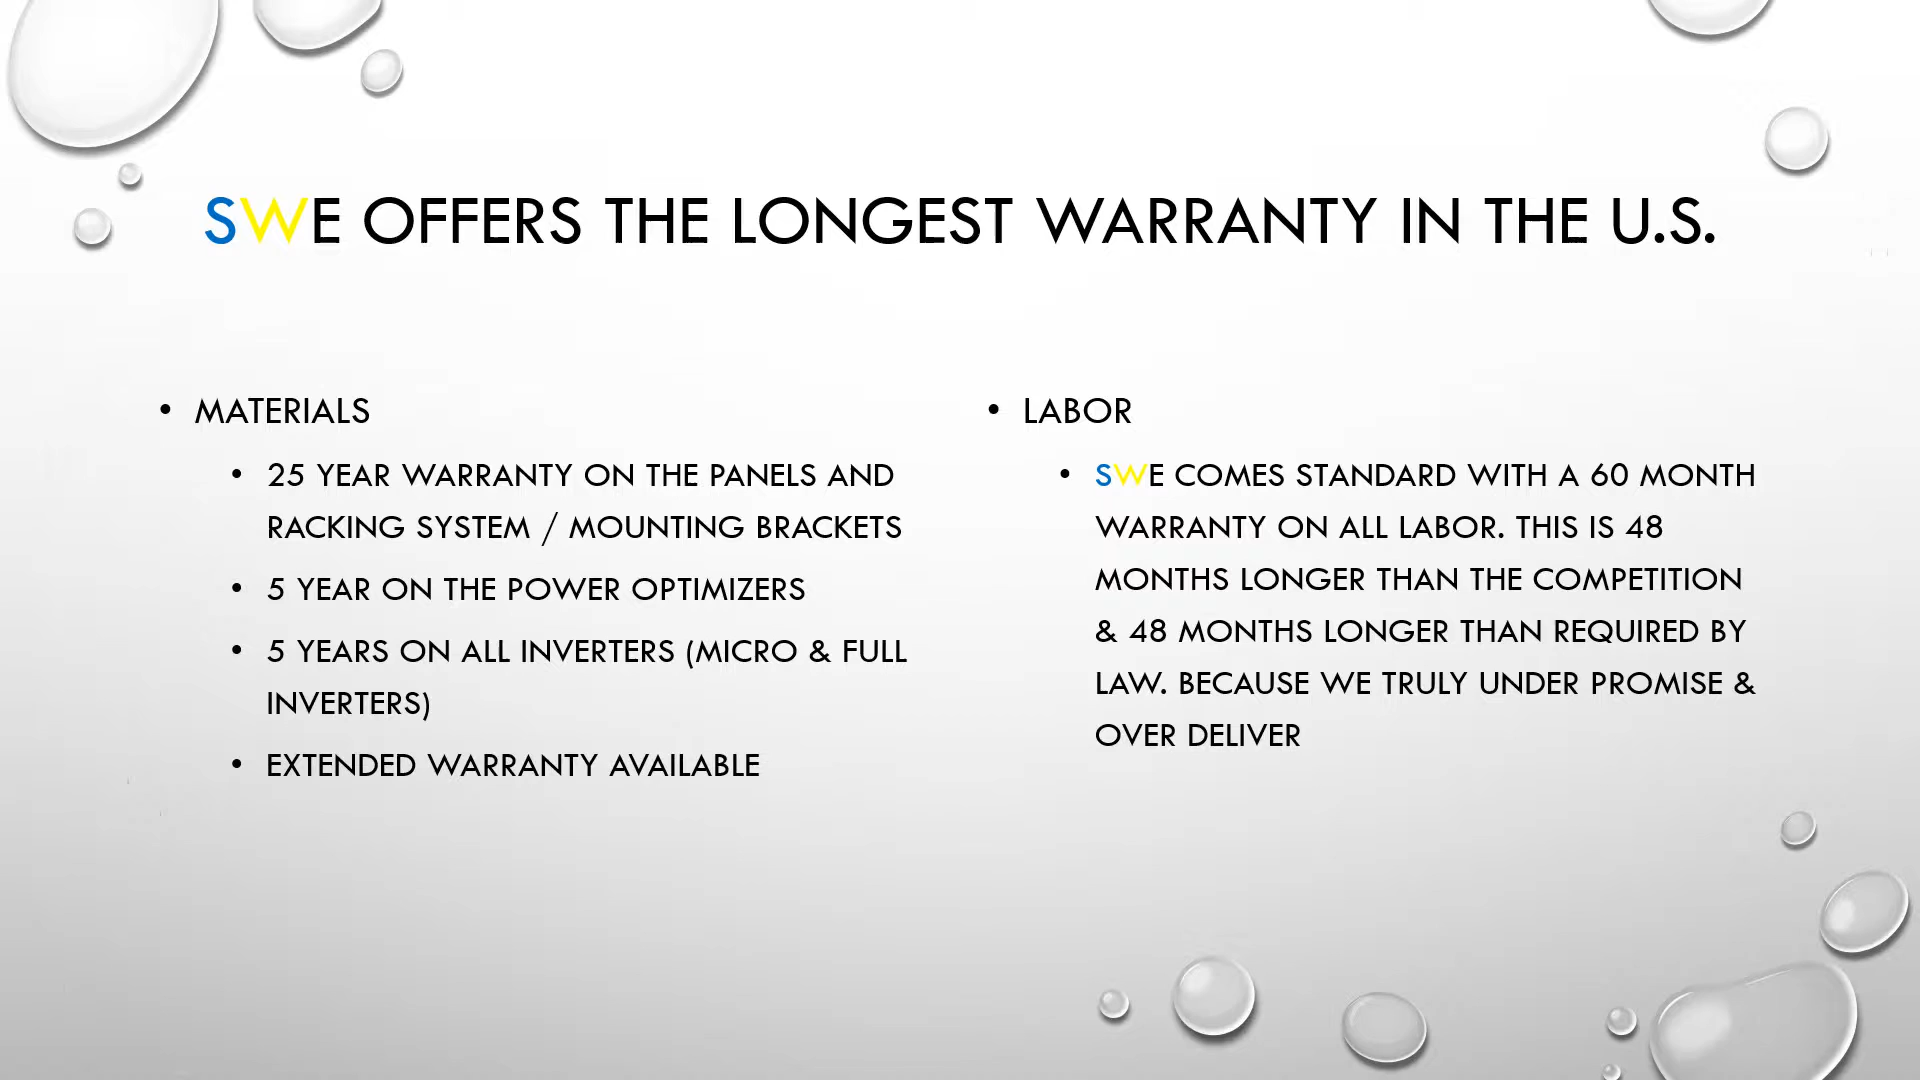 SWE OFFERS THE LONGEST WARRANTY IN THE U.S.
• MATERIALS
• 25 YEAR WARRANTY ON THE PANELS AND
RACKING SYSTEM / MOUNTING BRACKETS
• 5 YEAR ON THE POWER OPTIMIZERS
• 5 YEARS ON ALL INVERTERS (MICRO & FULL
INVERTERS)
• EXTENDED WARRANTY AVAILABLE
• LABOR
• SWE COMES STANDARD WITH A 60 MONTH
WARRANTY ON ALL LABOR. THIS IS 48
MONTHS LONGER THAN THE COMPETITION
& 48 MONTHS LONGER THAN REQUIRED BY
LAW. BECAUSE WE TRULY UNDER PROMISE &
OVER DELIVER